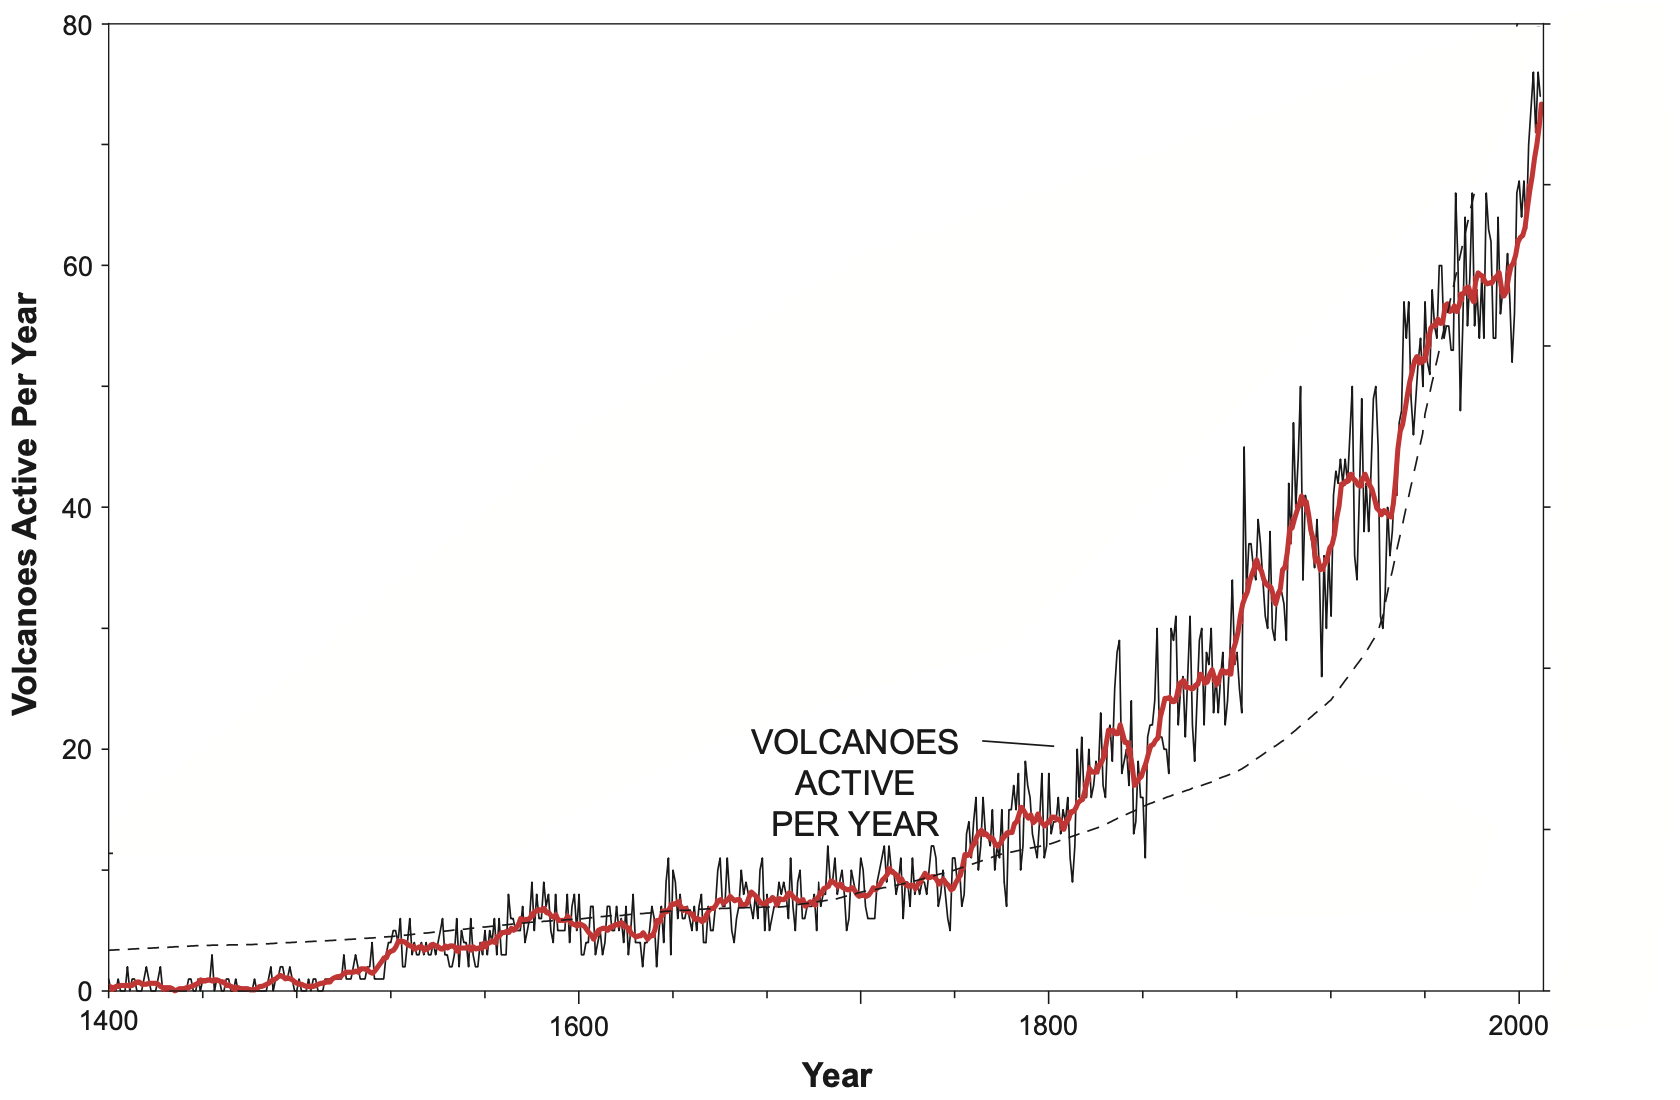 80
60
40
20
0
Volcanoes Active Per Year
VOLCANOES
ACTIVE
PER YEAR
1400
1600
1800
2000
Year